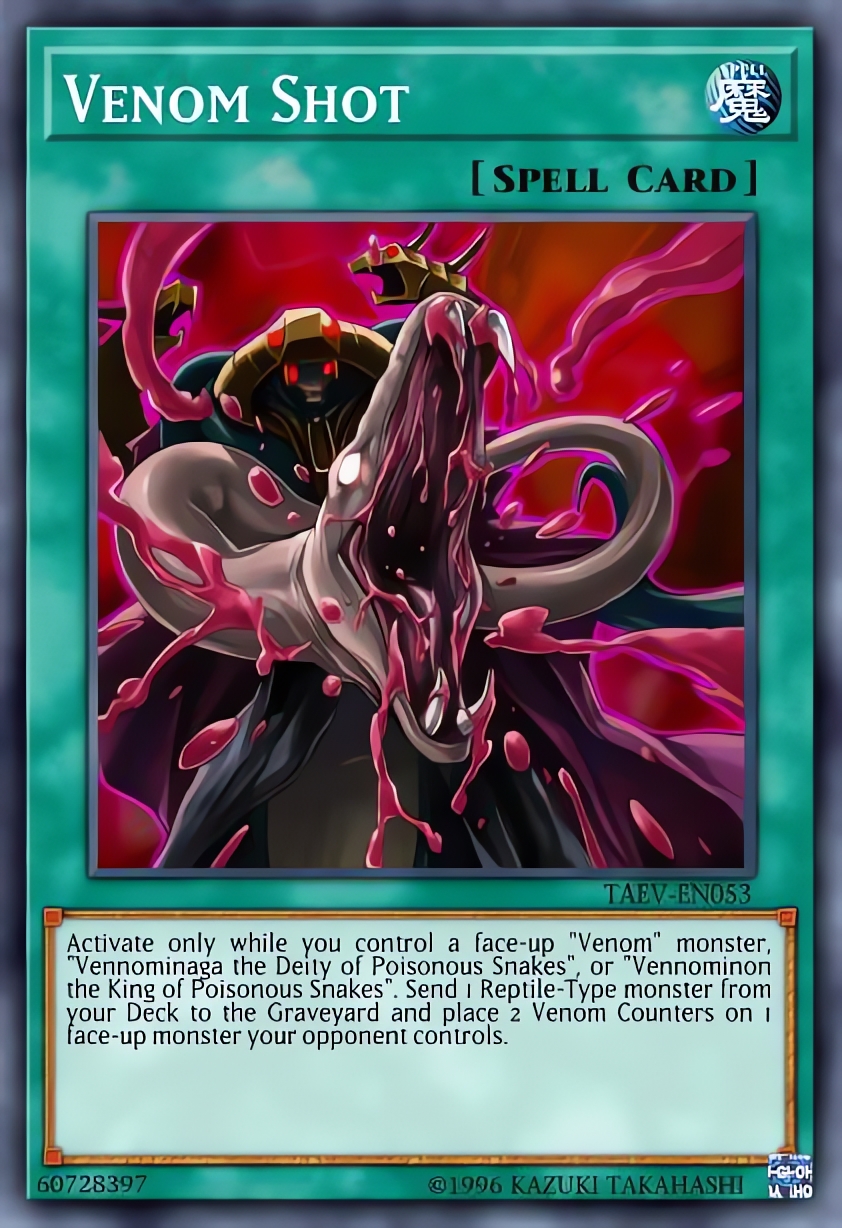 VENOM SHOT
魔
[SPELL CARD]
TAEV-EN053
Activate only while you control a face-up "Venom" monster,
"Vennominaga the Deity of Poisonous Snakes", or "Vennominon
the King of Poisonous Snakes". Send 1 Reptile-Type monster from
your Deck to the Graveyard and place 2 Venom Counters on 1
face-up monster your opponent controls.
60728397
©1996 KAZUKI TAKAHASHI